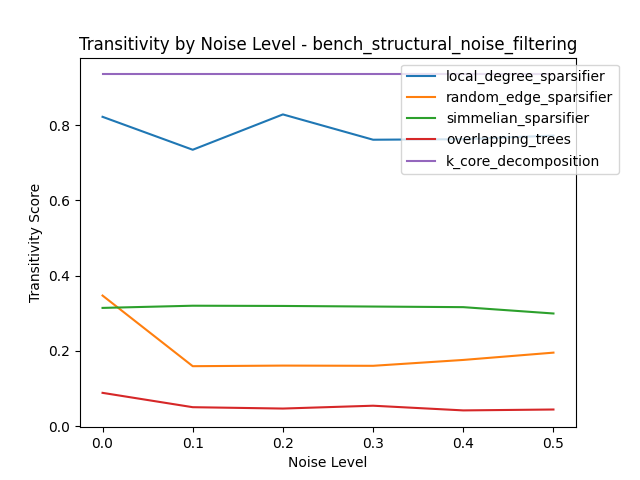 Transitivity by Noise Level - bench_structural_noise_filtering
local_degree_sparsifier
random_edge_sparsifier
simmelian_sparsifier
overlapping_trees
k_core_decomposition
Transitivity Score
0.8
0.6
0.4
0.2
0.0
0.0 0.1 0.2 0.3 0.4 0.5
Noise Level